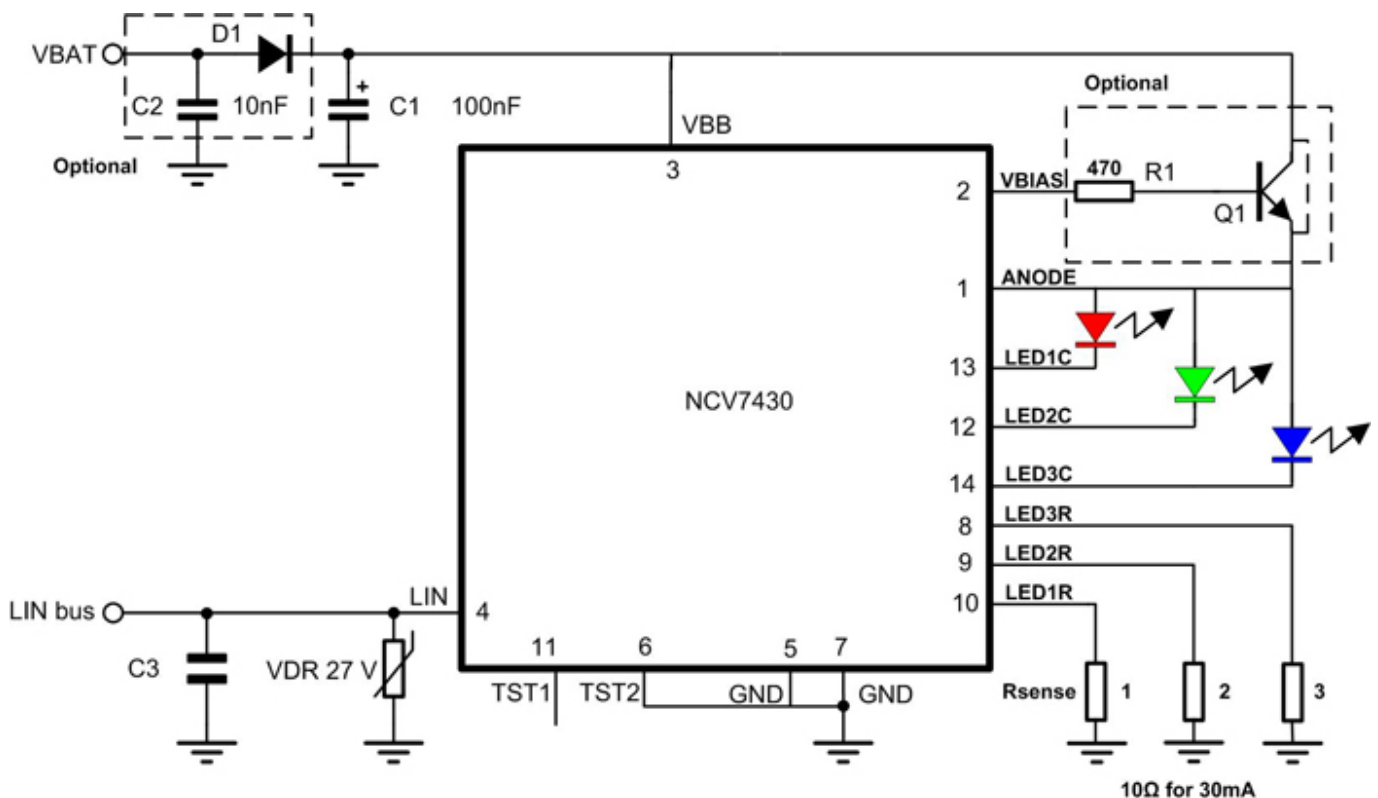 VBAT
D1
C2
10nF
+
C1
100nF
Optional
Optional
VBB
3
2
VBIAS
470
R1
Q1
1
ANODE
13
LED1C
NCV7430
12
LED2C
14
LED3C
8
LED3R
9
LED2R
10
LED1R
LIN bus
LIN
4
C3
VDR 27 V
11
6
5
7
TST1
TST2
GND
GND
Rsense
1
2
3
10Ω for 30mA